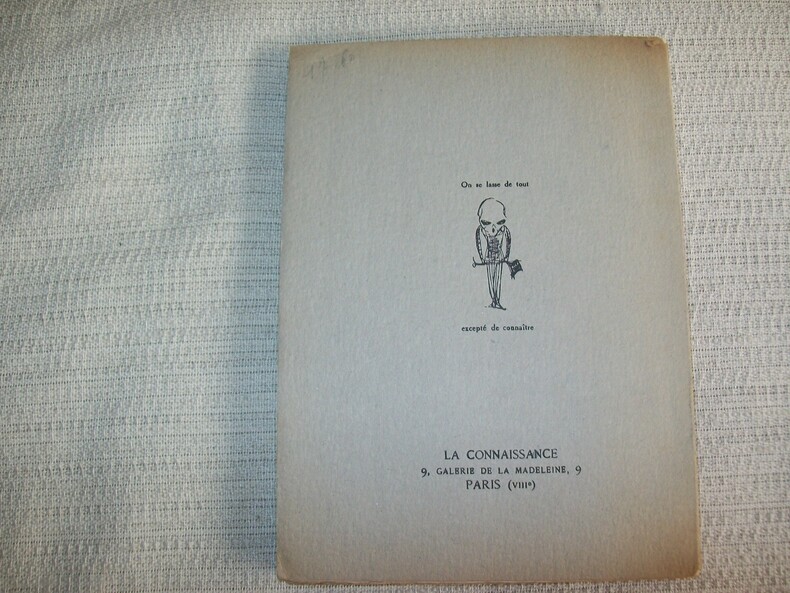 On se lasse de tout
excepté de connaître
LA CONNAISSANCE
9, GALERIE DE LA MADELEINE, 9
PARIS (VIIIe)